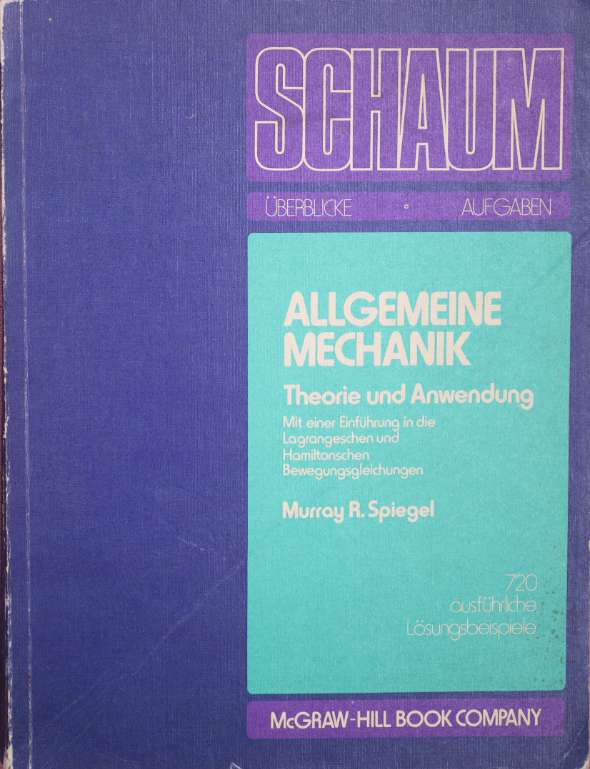 SCHAUM
ÜBERBLICKE ∘ AUFGABEN
ALLGEMEINE
MECHANIK
Theorie und Anwendung
Mit einer Einführung in die
Lagrangeschen und
Hamiltonschen
Bewegungsgleichungen
Murray R. Spiegel
720
ausführliche
Lösungsbeispiele
McGRAW-HILL BOOK COMPANY